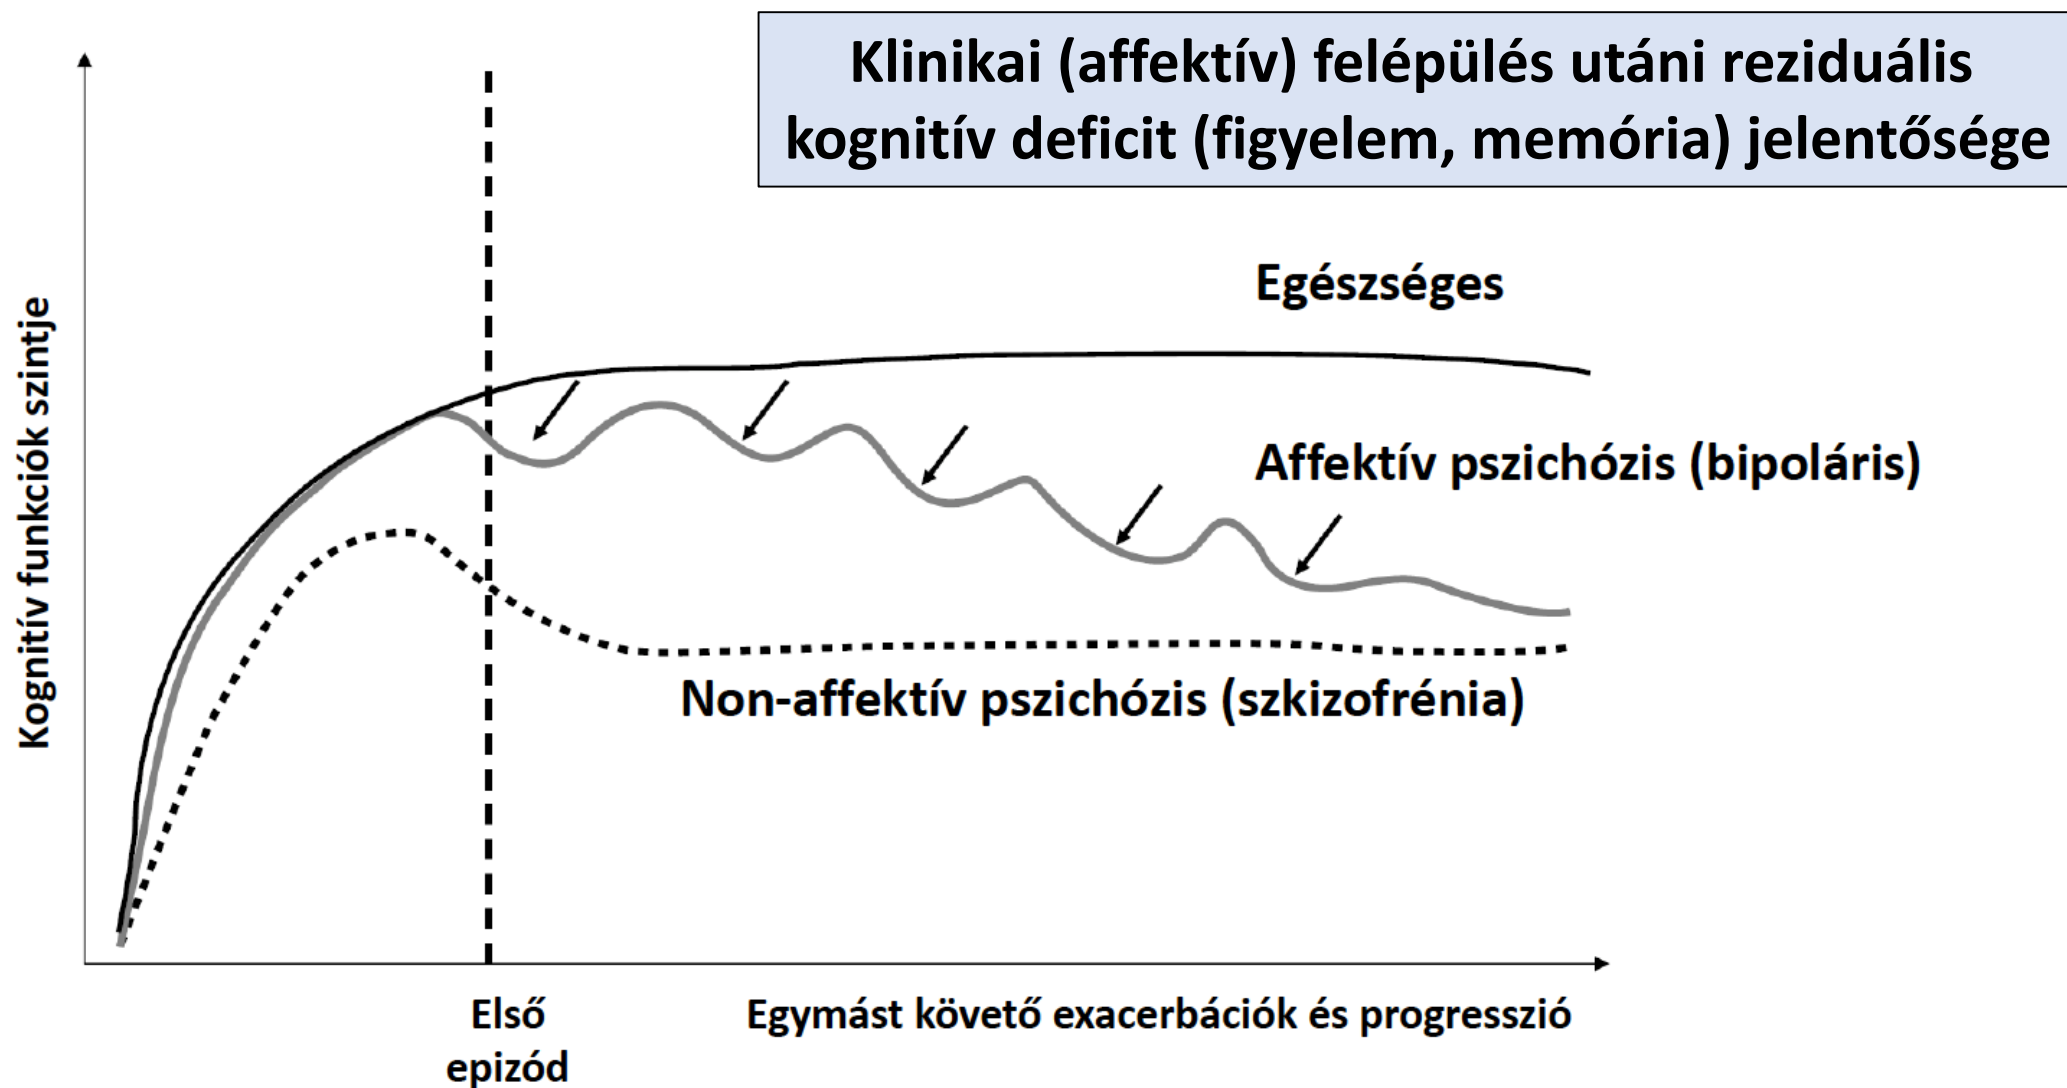 Klinikai (affektív) felépülés utáni reziduális
kognitív deficit (figyelem, memória) jelentősége
Kognitív funkciók szintje
Egészséges
Affektív pszichózis (bipoláris)
Non-affektív pszichózis (szkizofrénia)
Első
epizód
Egymást követő exacerbációk és progresszió